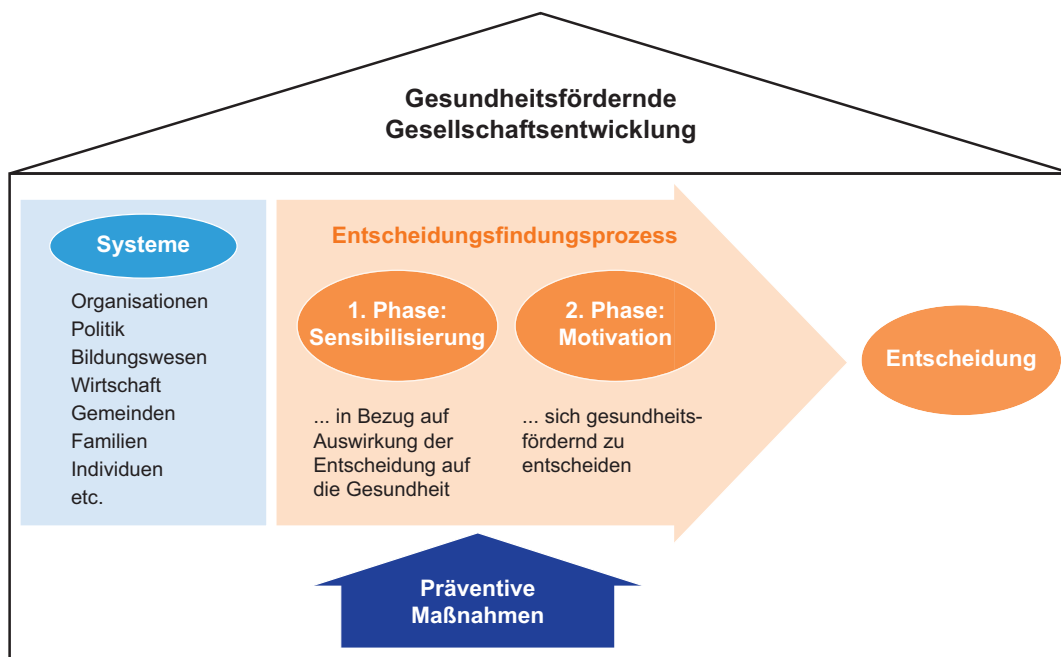 Gesundheitsfördernde
Gesellschaftsentwicklung
Systeme
Organisationen
Politik
Bildungswesen
Wirtschaft
Gemeinden
Familien
Individuen
etc.
Entscheidungsfindungsprozess
1. Phase:
Sensibilisierung
... in Bezug auf
Auswirkung der
Entscheidung auf
die Gesundheit
2. Phase:
Motivation
... sich gesundheits-
fördernd zu
entscheiden
Entscheidung
Präventive
Maßnahmen